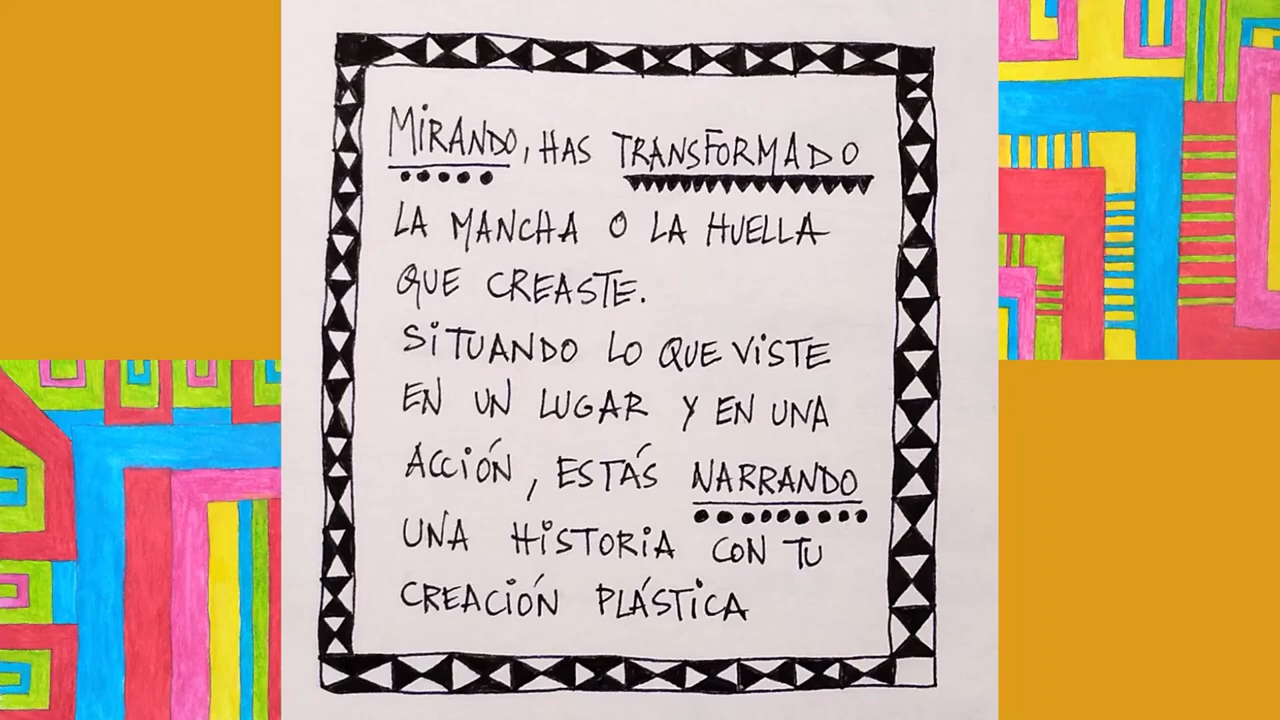 MiRANDO, HAS TRANSFORMADO
LA MANCHA O LA HUELLA
QUE CREASTE.
SiTUANDO LO QUE ViSTE
EN UN LUGAR Y EN UNA
ACCiÓN, ESTÁS NARRANDO
UNA HiSTORiA CON TU
CREACiÓN PLÁSTiCA